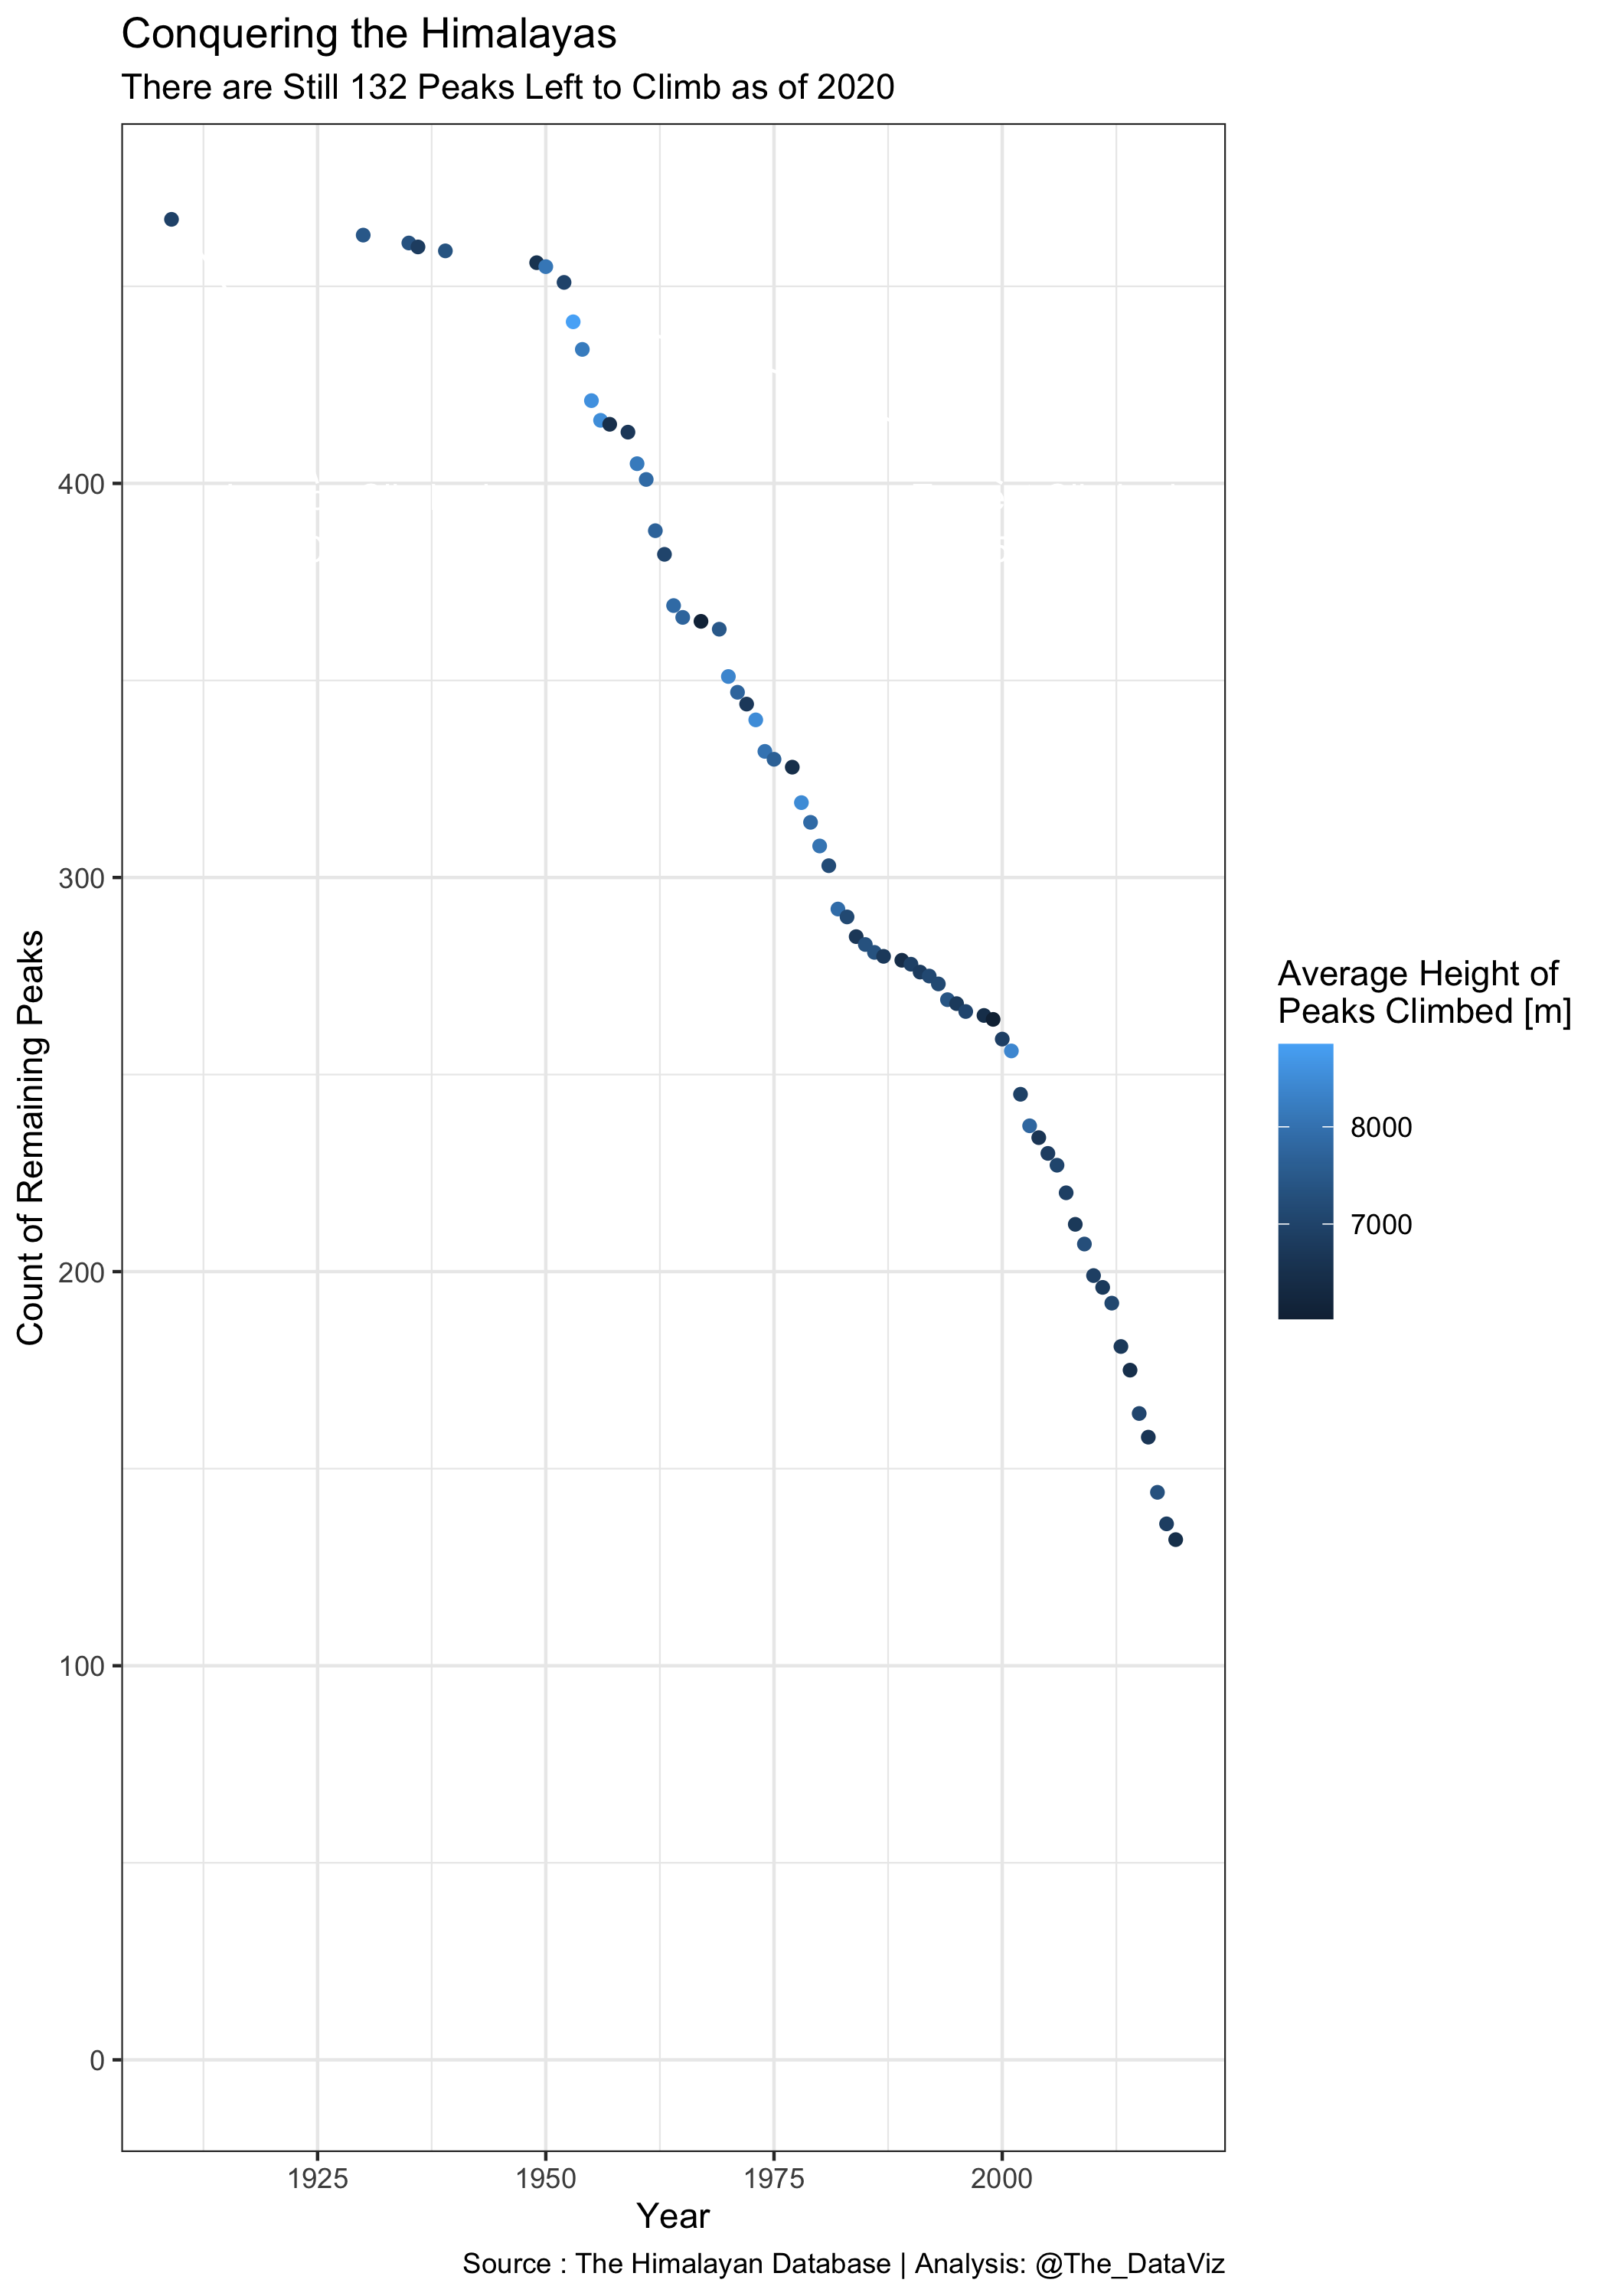 Conquering the Himalayas
There are Still 132 Peaks Left to Climb as of 2020
Count of Remaining Peaks
400
300
200
100
0
1925 1950 1975 2000
Year
Average Height of
Peaks Climbed [m]
8000
7000
Source : The Himalayan Database | Analysis: @The_DataViz